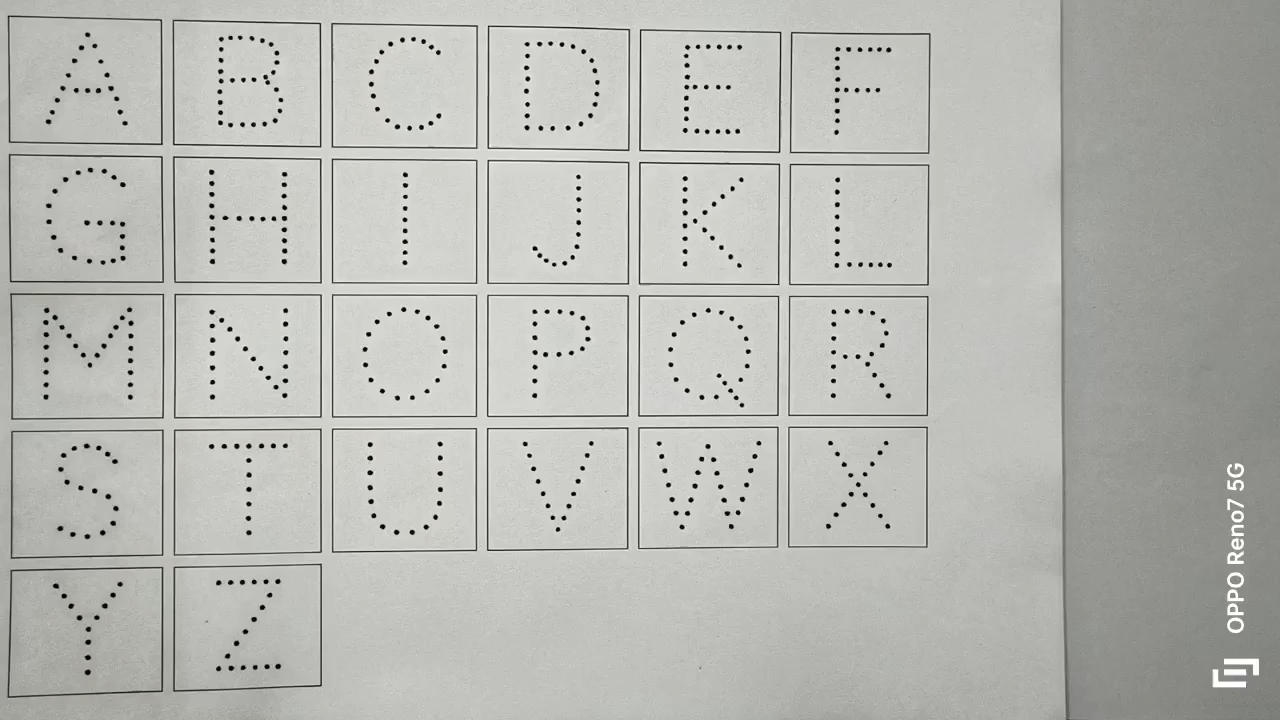 A B C D E F
G H I J K L
M N O P Q R
S T U V W X
Y Z
OPPO Reno7 5G